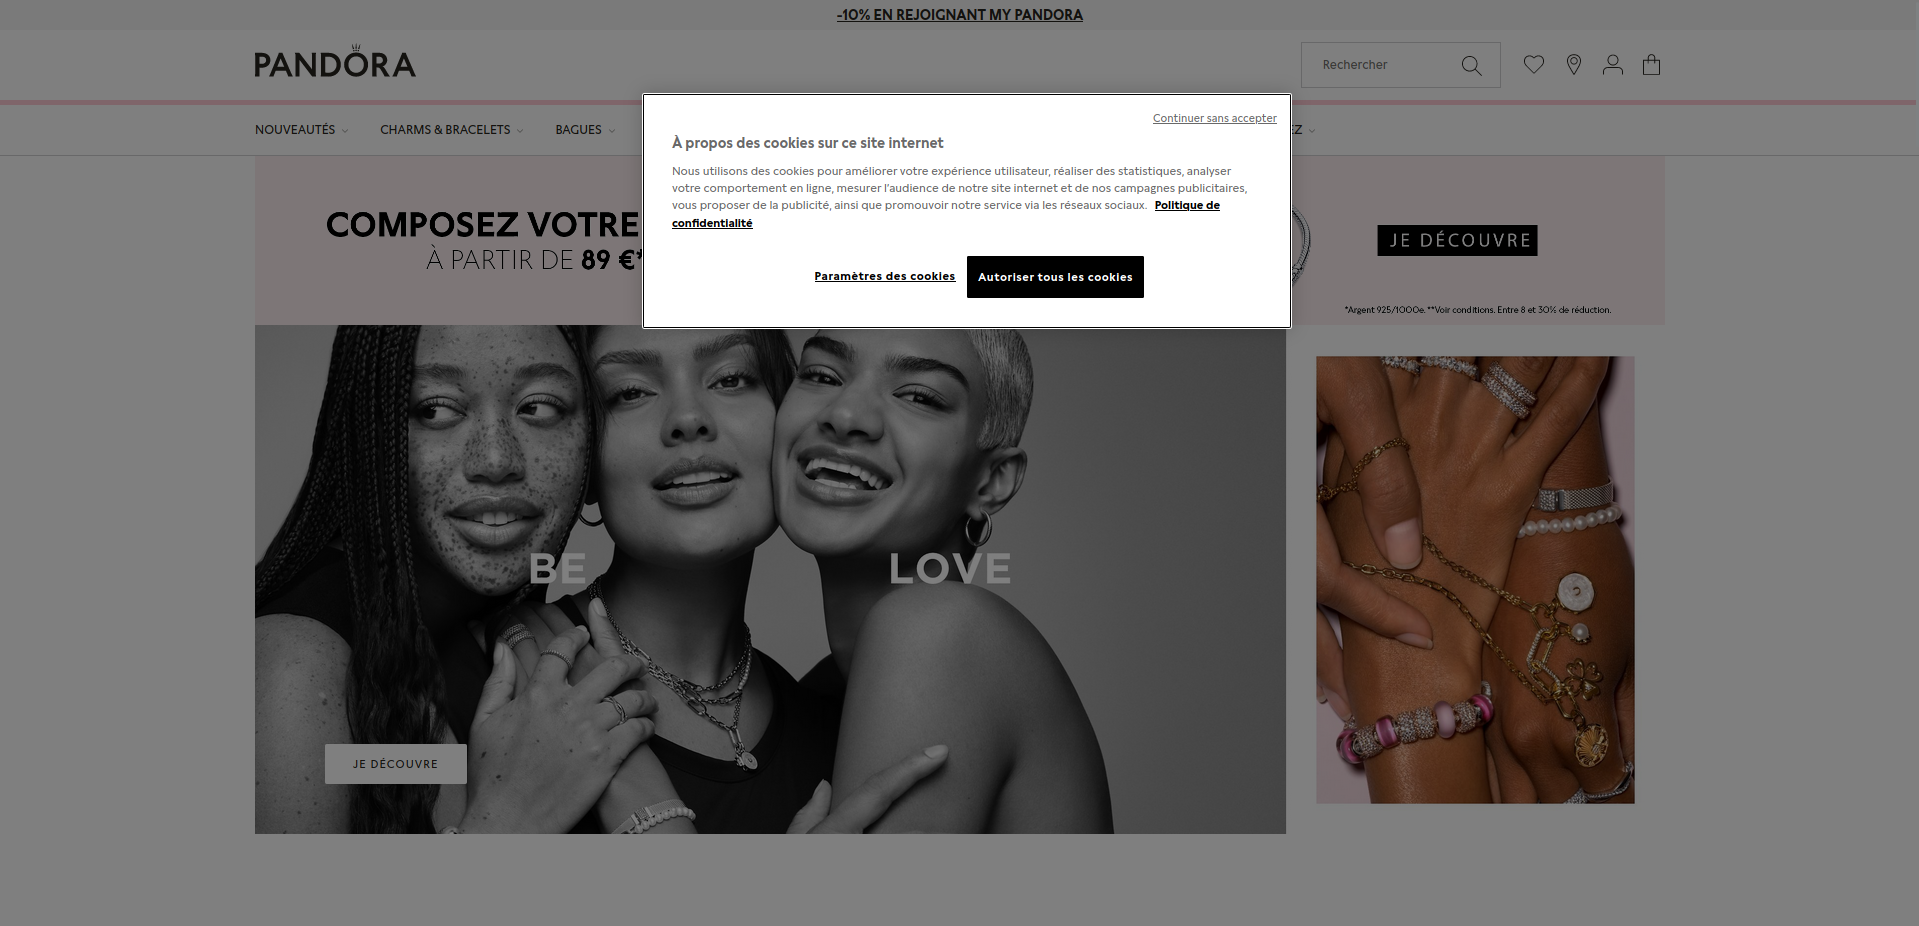 -10% EN REJOIGNANT MY PANDORA
PANDORA
Rechercher
NOUVEAUTÉS
CHARMS & BRACELETS
BAGUES
EZ
Continuer sans accepter
À propos des cookies sur ce site internet
Nous utilisons des cookies pour améliorer votre expérience utilisateur, réaliser des statistiques, analyser
votre comportement en ligne, mesurer l'audience de notre site internet et de nos campagnes publicitaires,
vous proposer de la publicité, ainsi que promouvoir notre service via les réseaux sociaux. Politique de
confidentialité
Paramètres des cookies
Autoriser tous les cookies
COMPOSEZ VOTRE
À PARTIR DE 89 €*
JE DÉCOUVRE
*Argent 925/1000e. **Voir conditions. Entre 8 et 30% de réduction.
BE LOVE
JE DÉCOUVRE